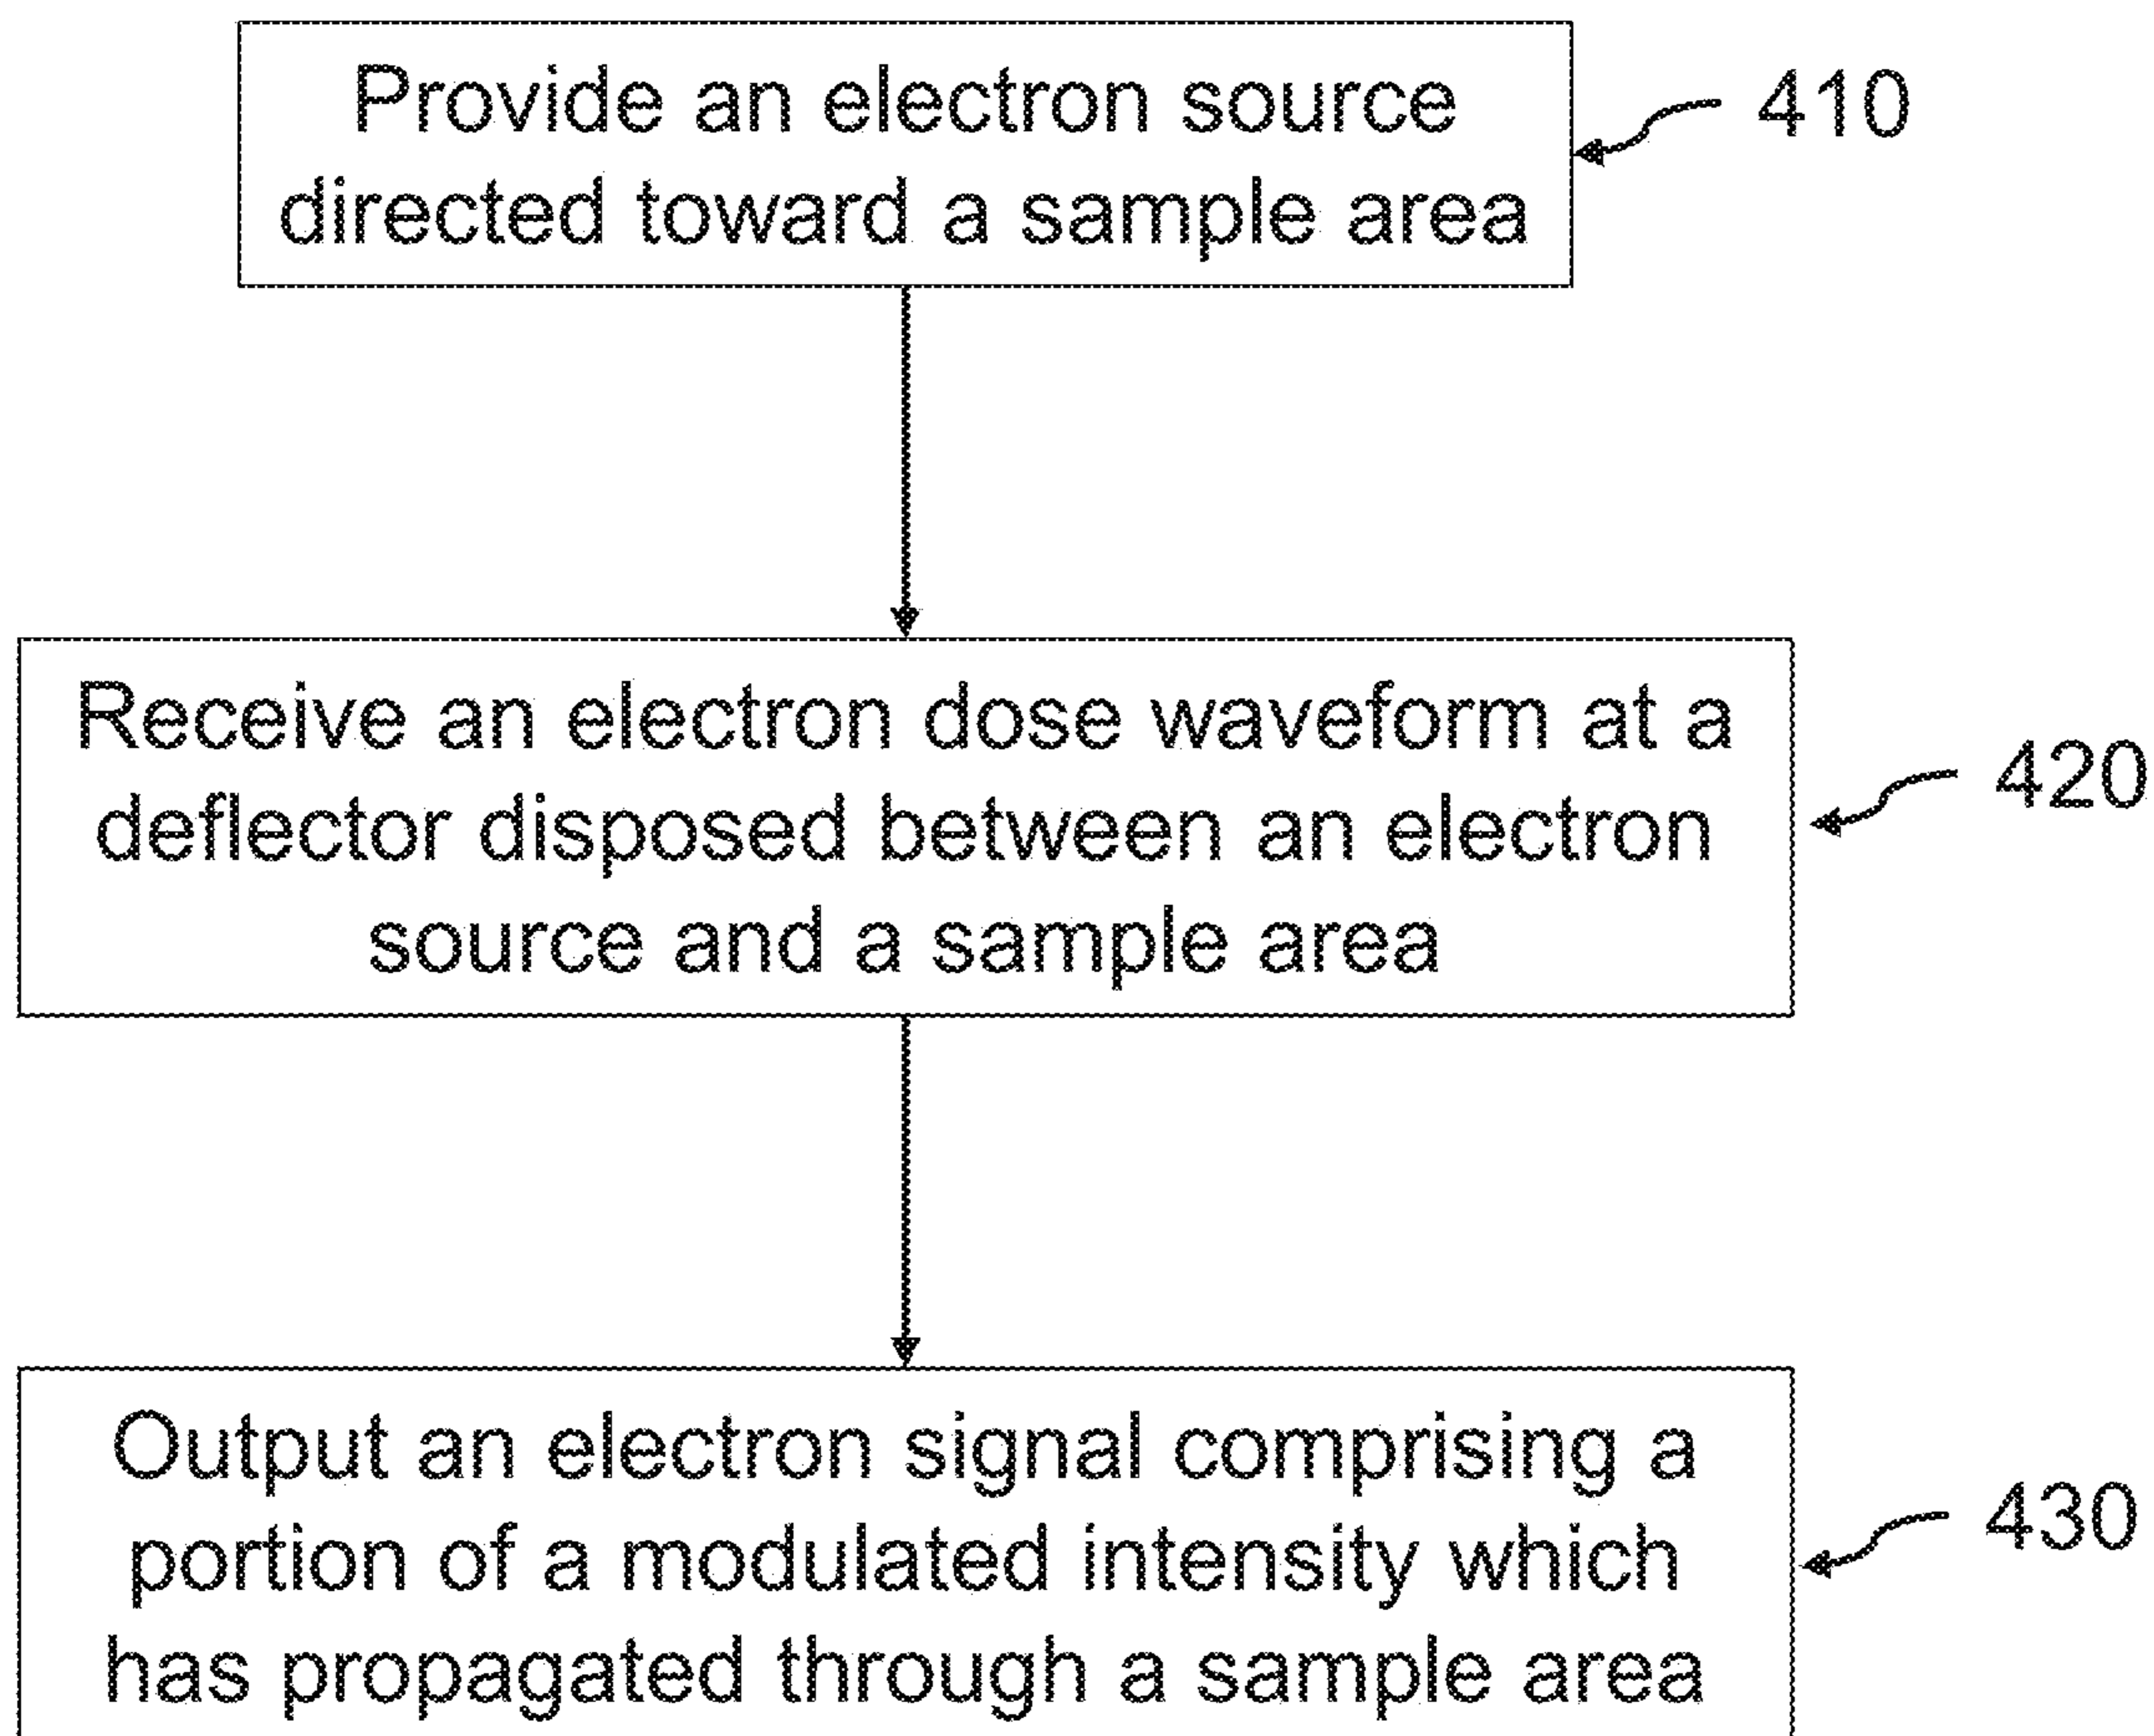 Provide an electron source
directed toward a sample area
410
Receive an electron dose waveform at a
deflector disposed between an electron
source and a sample area
420
Output an electron signal comprising a
portion of a modulated intensity which
has propagated through a sample area
430